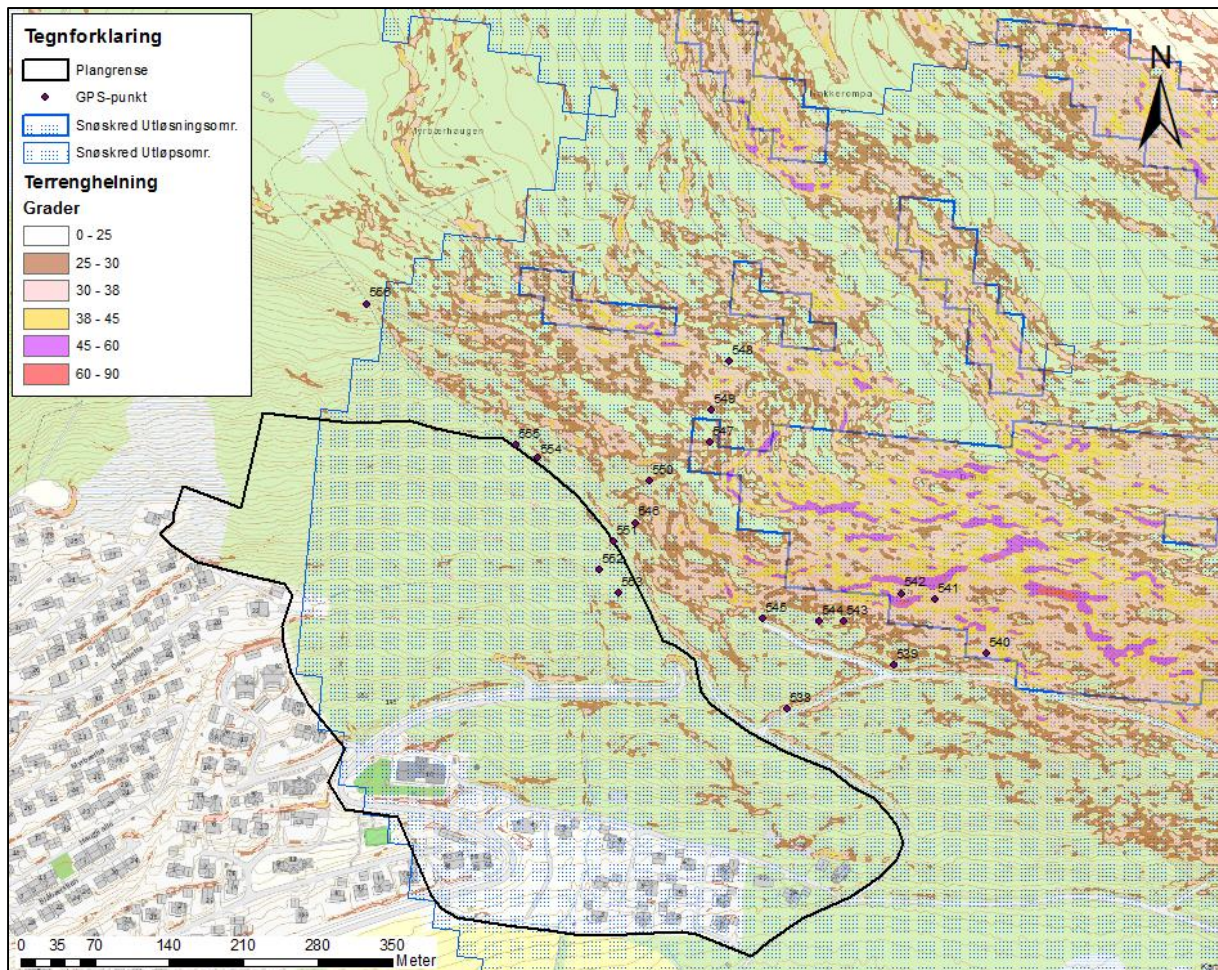 Tegnforklaring
Plangrense
GPS-punkt
Snøskred Utløsningsomr.
Snøskred Utløpsomr.
Terrenghelning
Grader
0 - 25
25 - 30
30 - 38
38 - 45
45 - 60
60 - 90
N
556
548
549
547
555
554
550
546
551
552
553
542
541
545
544
543
540
539
538
0 35 70 140 210 280 350
Meter